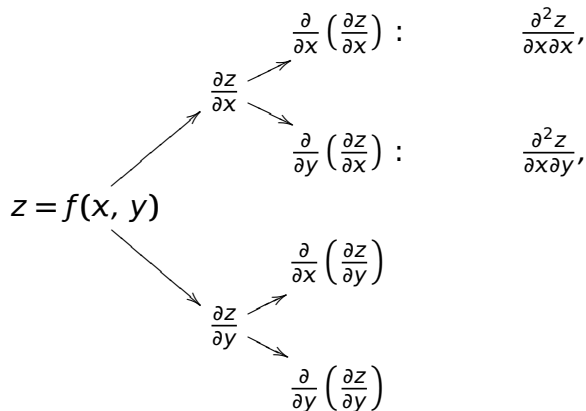 ∂/∂x (∂z/∂x) : ∂²z/∂x∂x,
∂z/∂x
∂/∂y (∂z/∂x) : ∂²z/∂x∂y,
z = f(x, y)
∂/∂x (∂z/∂y)
∂z/∂y
∂/∂y (∂z/∂y)